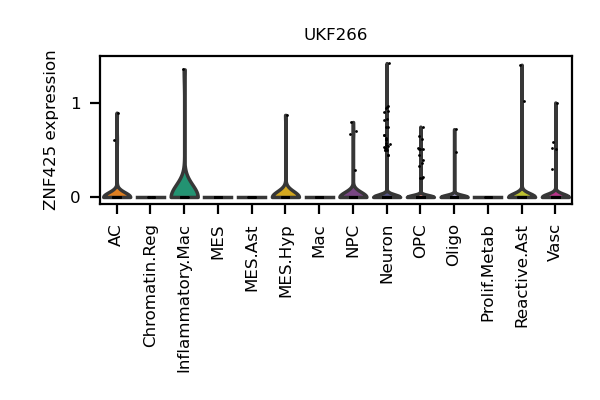 UKF266
ZNF425 expression
1
0
AC
Chromatin.Reg
Inflammatory.Mac
MES
MES.Ast
MES.Hyp
Mac
NPC
Neuron
OPC
Oligo
Prolif.Metab
Reactive.Ast
Vasc